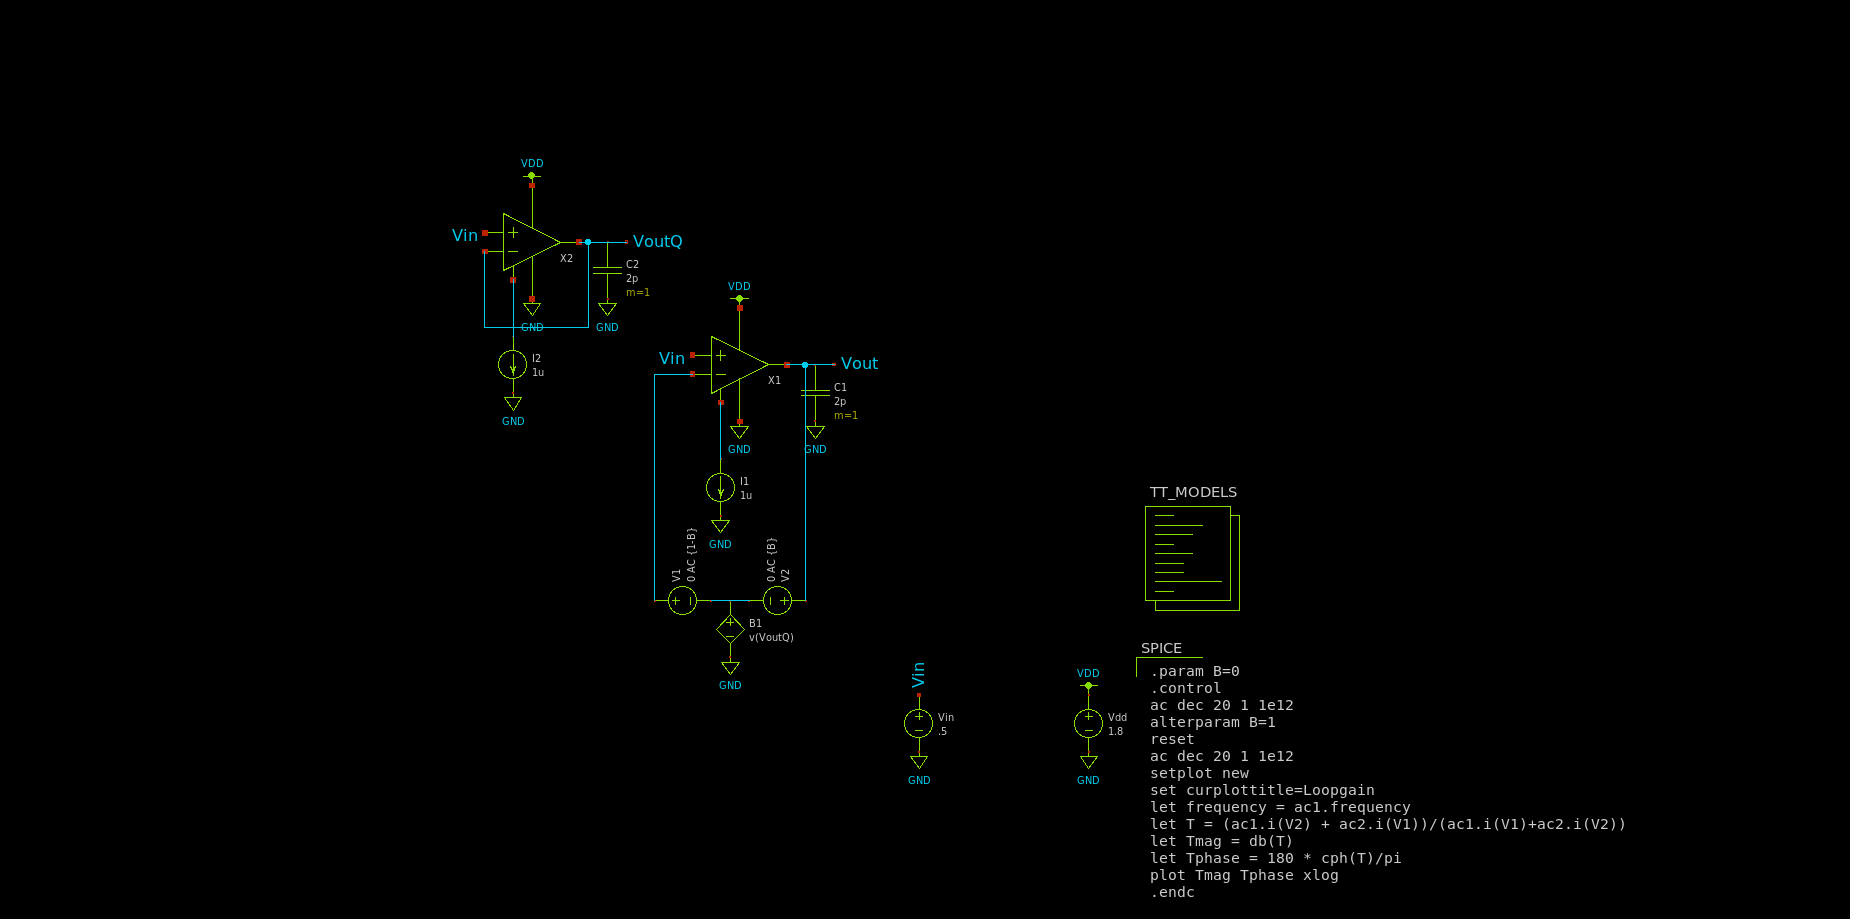 VDD
Vin
VoutQ
X2
C2
2p
m=1
GND
GND
I2
1u
GND
VDD
Vin
Vout
X1
C1
2p
m=1
GND
GND
I1
1u
GND
V1
0 AC {1-B}
0 AC {B}
V2
B1
v(VoutQ)
GND
Vin
Vin
.5
GND
VDD
Vdd
1.8
GND
TT_MODELS
SPICE
.param B=0
.control
ac dec 20 1 1e12
alterparam B=1
reset
ac dec 20 1 1e12
setplot new
set curplottitle=Loopgain
let frequency = ac1.frequency
let T = (ac1.i(V2) + ac2.i(V1))/(ac1.i(V1)+ac2.i(V2))
let Tmag = db(T)
let Tphase = 180 * cph(T)/pi
plot Tmag Tphase xlog
.endc